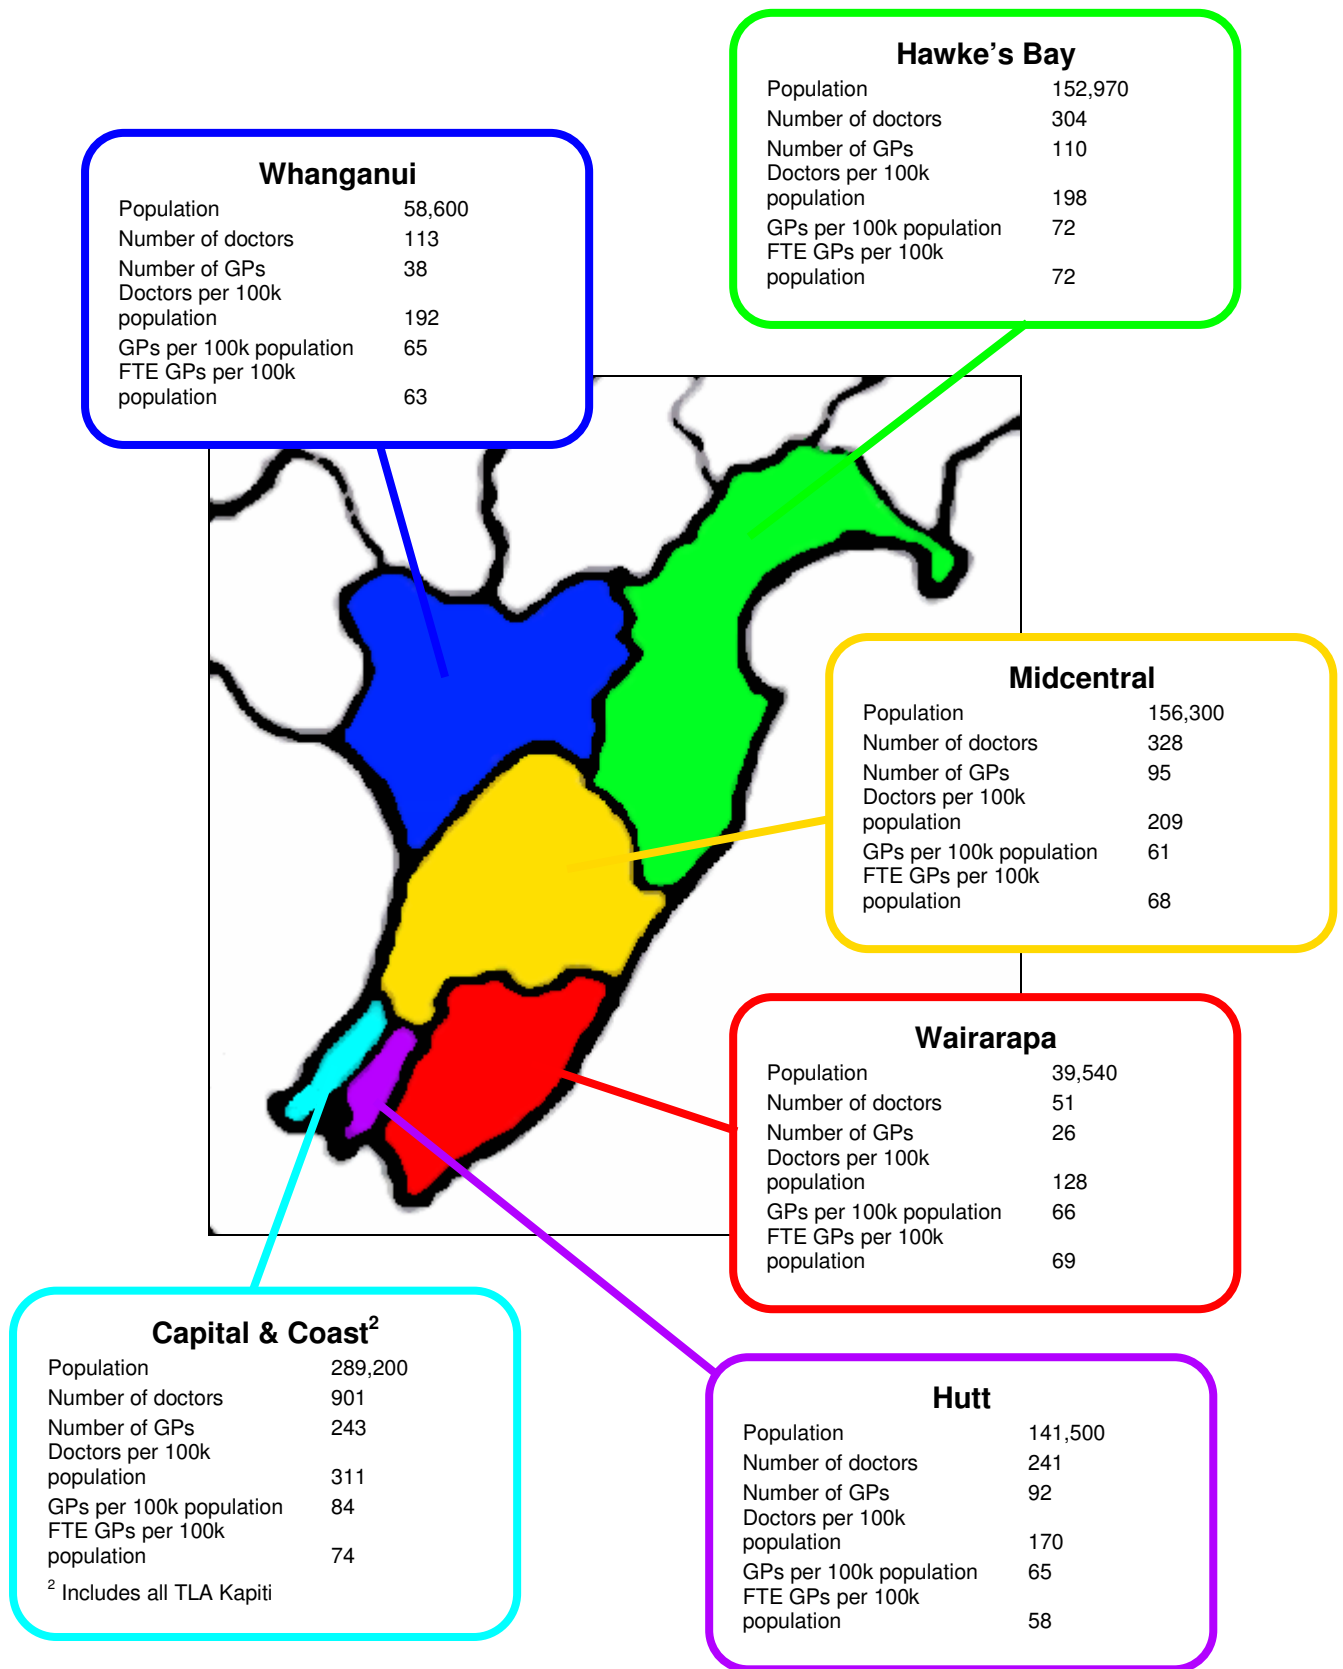 Hawke's Bay
Population 152,970
Number of doctors 304
Number of GPs 110
Doctors per 100k
population 198
GPs per 100k population 72
FTE GPs per 100k
population 72
Whanganui
Population 58,600
Number of doctors 113
Number of GPs 38
Doctors per 100k
population 192
GPs per 100k population 65
FTE GPs per 100k
population 63
Midcentral
Population 156,300
Number of doctors 328
Number of GPs 95
Doctors per 100k
population 209
GPs per 100k population 61
FTE GPs per 100k
population 68
Wairarapa
Population 39,540
Number of doctors 51
Number of GPs 26
Doctors per 100k
population 128
GPs per 100k population 66
FTE GPs per 100k
population 69
Capital & Coast²
Population 289,200
Number of doctors 901
Number of GPs 243
Doctors per 100k
population 311
GPs per 100k population 84
FTE GPs per 100k
population 74
² Includes all TLA Kapiti
Hutt
Population 141,500
Number of doctors 241
Number of GPs 92
Doctors per 100k
population 170
GPs per 100k population 65
FTE GPs per 100k
population 58